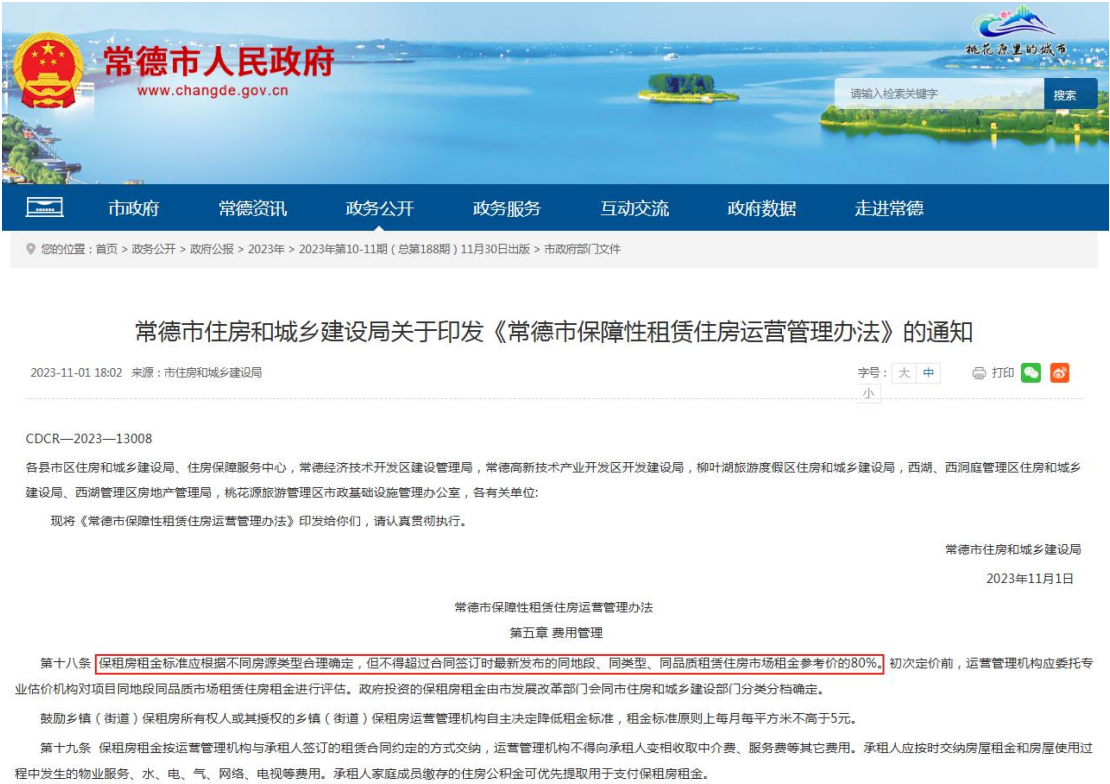 桃花源里的城市
常德市人民政府
www.changde.gov.cn
请输入检索关键字
搜索
市政府 常德资讯 政务公开 政务服务 互动交流 政府数据 走进常德
您的位置：首页 > 政务公开 > 政府公报 > 2023年 > 2023年第10-11期（总第188期）11月30日出版 > 市政府部门文件
常德市住房和城乡建设局关于印发《常德市保障性租赁住房运营管理办法》的通知
2023-11-01 18:02 来源：市住房和城乡建设局 字号： 大 中 打印
小
CDCR—2023—13008
各县市区住房和城乡建设局、住房保障服务中心，常德经济技术开发区建设管理局，常德高新技术产业开发区开发建设局，柳叶湖旅游度假区住房和城乡建设局，西湖、西洞庭管理区住房和城乡
建设局、西湖管理区房地产管理局，桃花源旅游管理区市政基础设施管理办公室，各有关单位:
现将《常德市保障性租赁住房运营管理办法》印发给你们，请认真贯彻执行。
常德市住房和城乡建设局
2023年11月1日
常德市保障性租赁住房运营管理办法
第五章 费用管理
第十八条 保租房租金标准应根据不同房源类型合理确定，但不得超过合同签订时最新发布的同地段、同类型、同品质租赁住房市场租金参考价的80%。初次定价前，运营管理机构应委托专
业估价机构对项目同地段同品质市场租赁住房租金进行评估。政府投资的保租房租金由市发展改革部门会同市住房和城乡建设部门分类分档确定。
鼓励乡镇（街道）保租房所有权人或其授权的乡镇（街道）保租房运营管理机构自主决定降低租金标准，租金标准原则上每月每平方米不高于5元。
第十九条 保租房租金按运营管理机构与承租人签订的租赁合同约定的方式交纳，运营管理机构不得向承租人变相收取中介费、服务费等其它费用。承租人应按时交纳房屋租金和房屋使用过
程中发生的物业服务、水、电、气、网络、电视等费用。承租人家庭成员缴存的住房公积金可优先提取用于支付保租房租金。